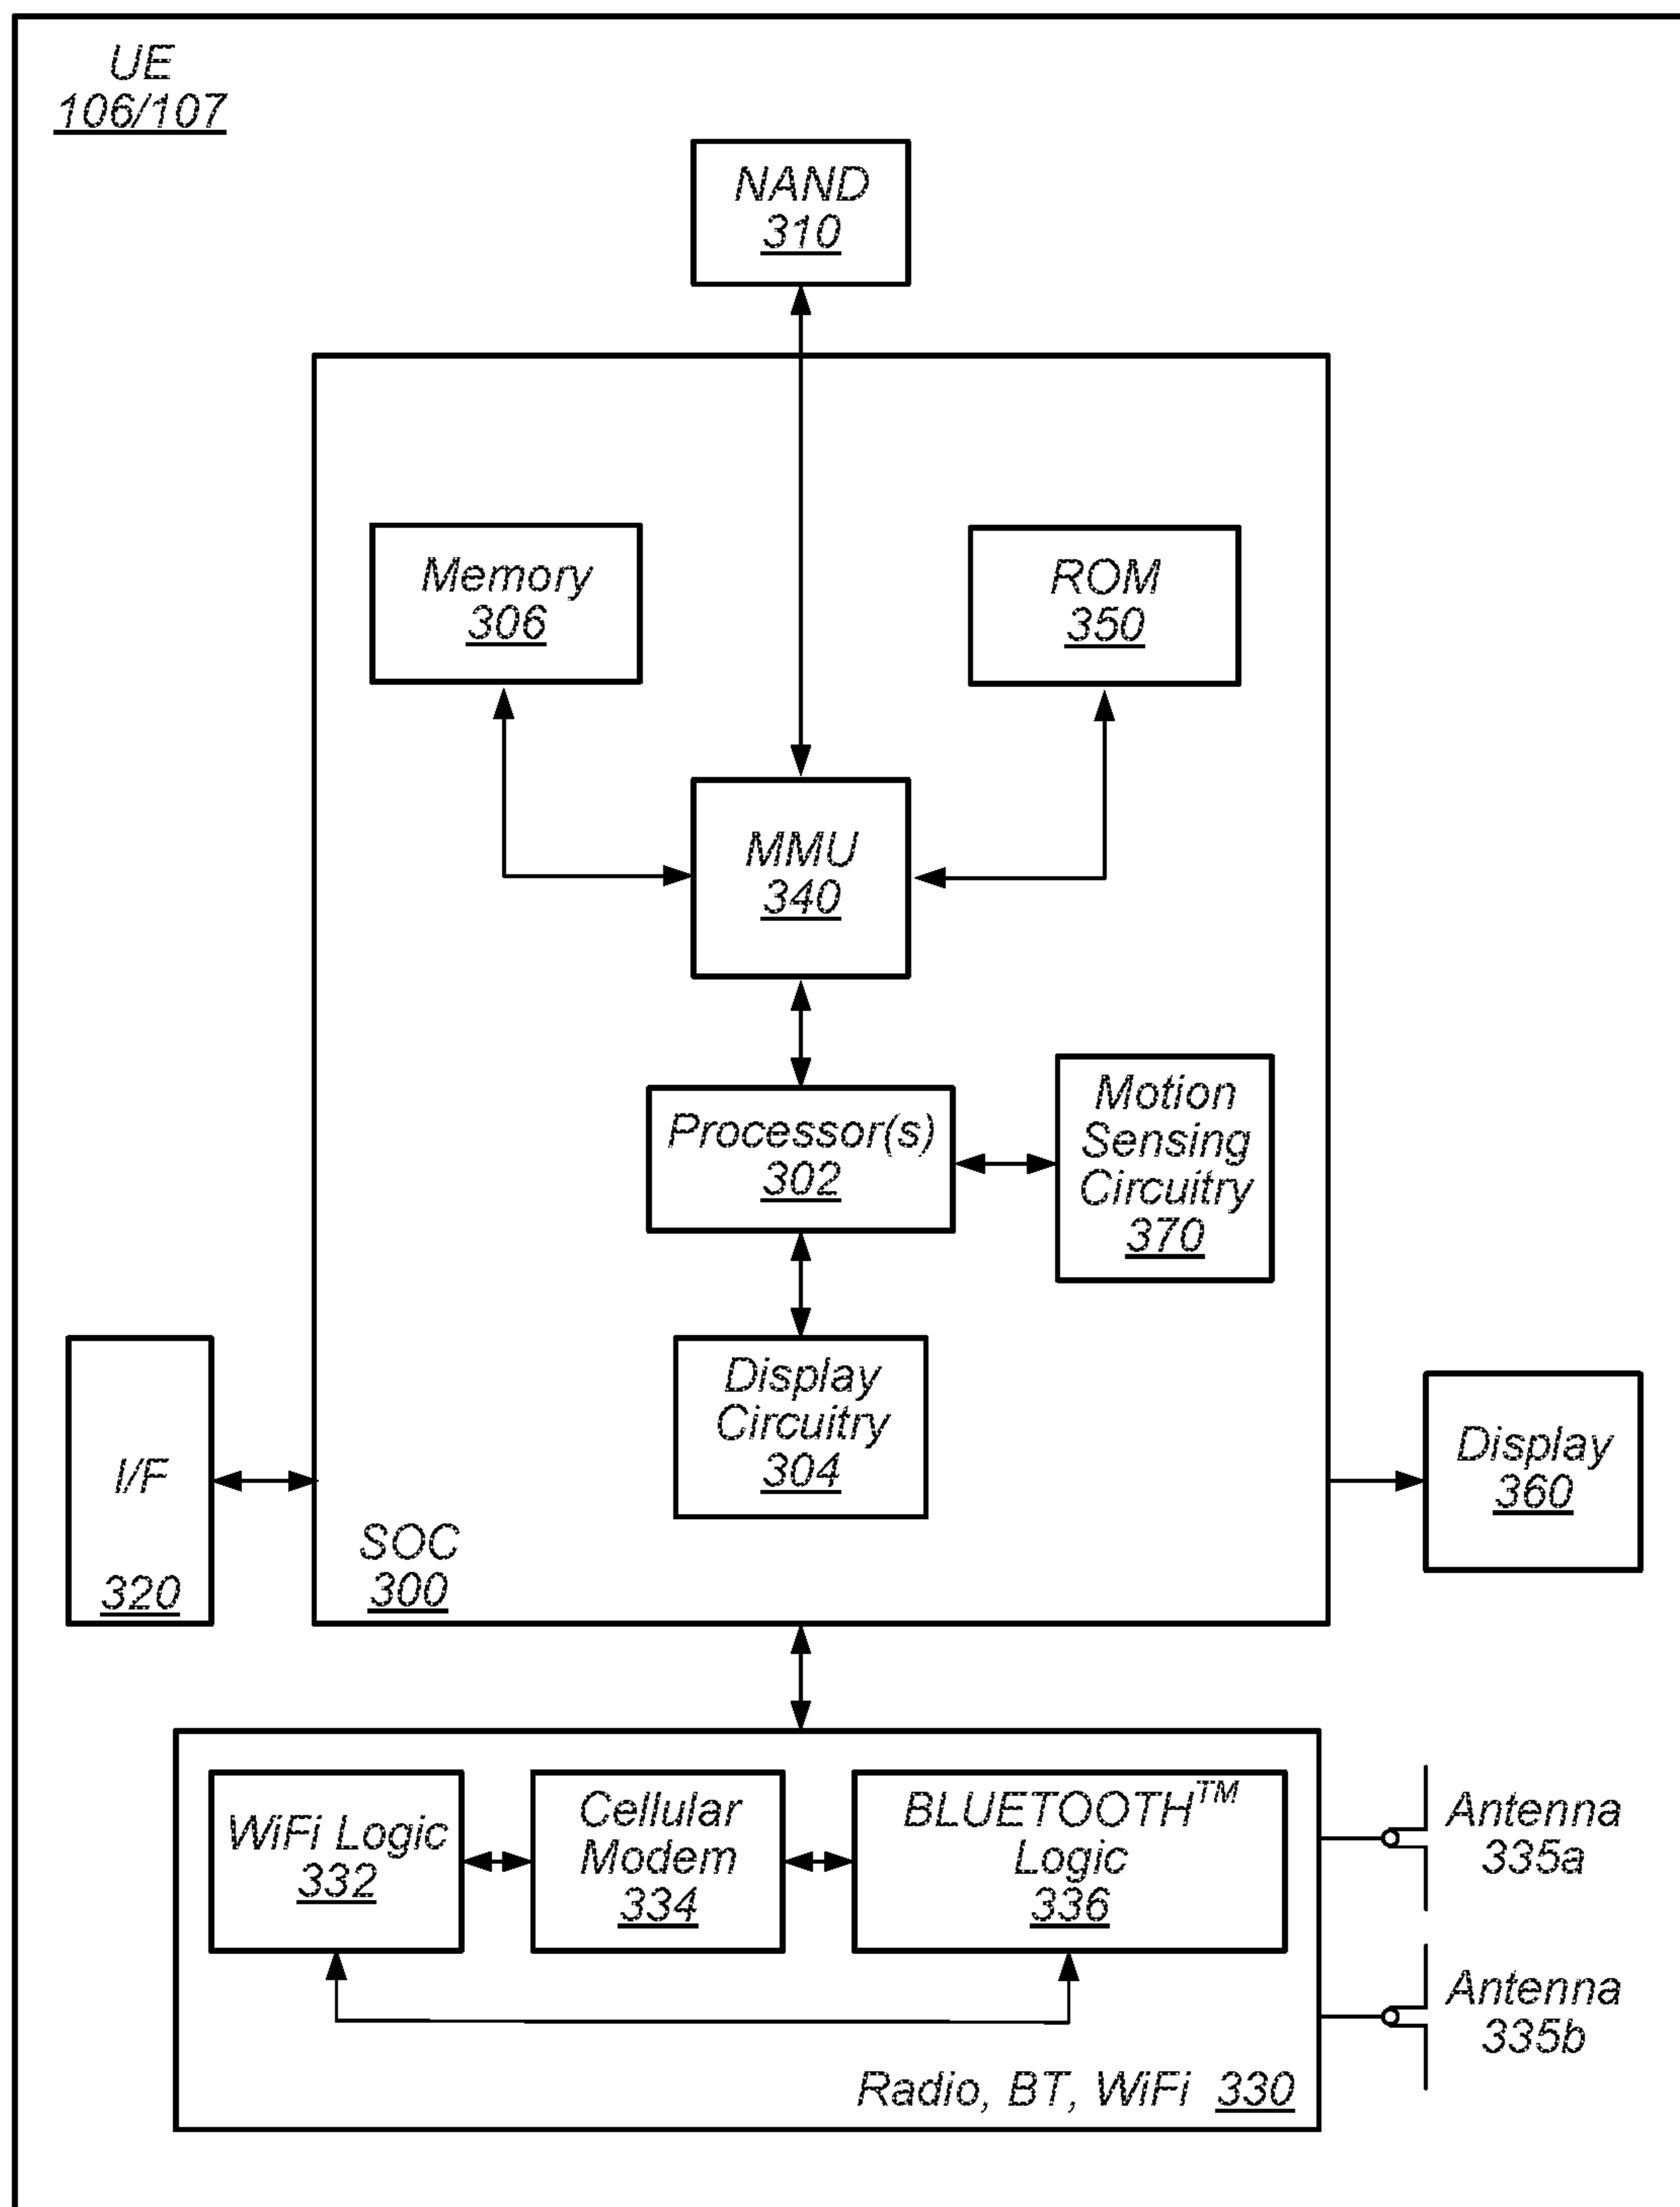 UE
106/107
NAND
310
Memory
306
ROM
350
MMU
340
Processor(s)
302
Motion
Sensing
Circuitry
370
Display
Circuitry
304
I/F
320
SOC
300
Display
360
WiFi Logic
332
Cellular
Modem
334
BLUETOOTH™
Logic
336
Radio, BT, WiFi 330
Antenna
335a
Antenna
335b